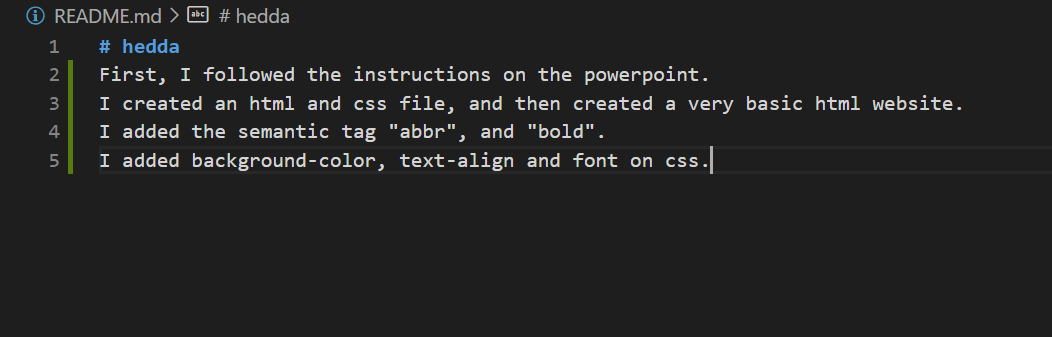 README.md > abc # hedda
1 # hedda
2 First, I followed the instructions on the powerpoint.
3 I created an html and css file, and then created a very basic html website.
4 I added the semantic tag "abbr", and "bold".
5 I added background-color, text-align and font on css.